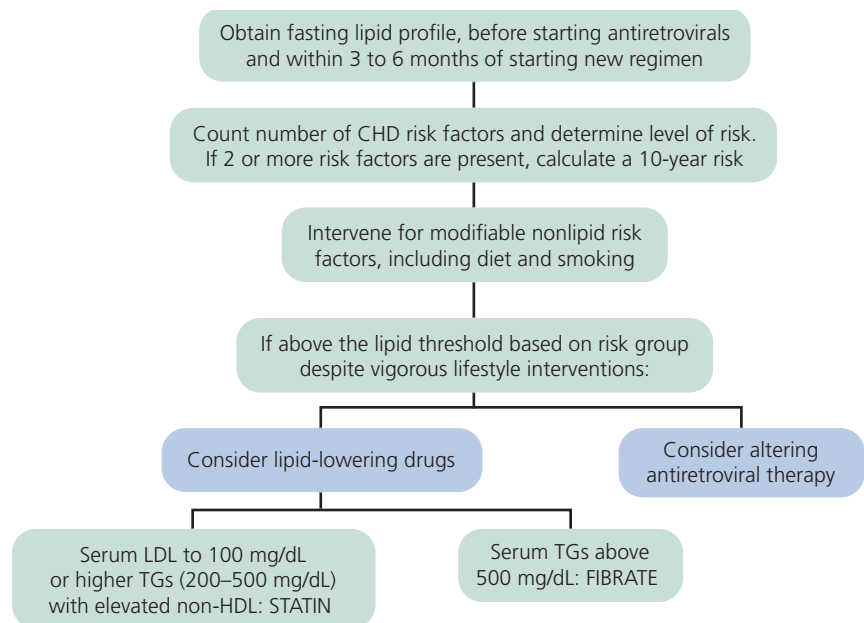 Obtain fasting lipid profile, before starting antiretrovirals
and within 3 to 6 months of starting new regimen
Count number of CHD risk factors and determine level of risk.
If 2 or more risk factors are present, calculate a 10-year risk
Intervene for modifiable nonlipid risk
factors, including diet and smoking
If above the lipid threshold based on risk group
despite vigorous lifestyle interventions:
Consider lipid-lowering drugs
Consider altering
antiretroviral therapy
Serum LDL to 100 mg/dL
or higher TGs (200–500 mg/dL)
with elevated non-HDL: STATIN
Serum TGs above
500 mg/dL: FIBRATE